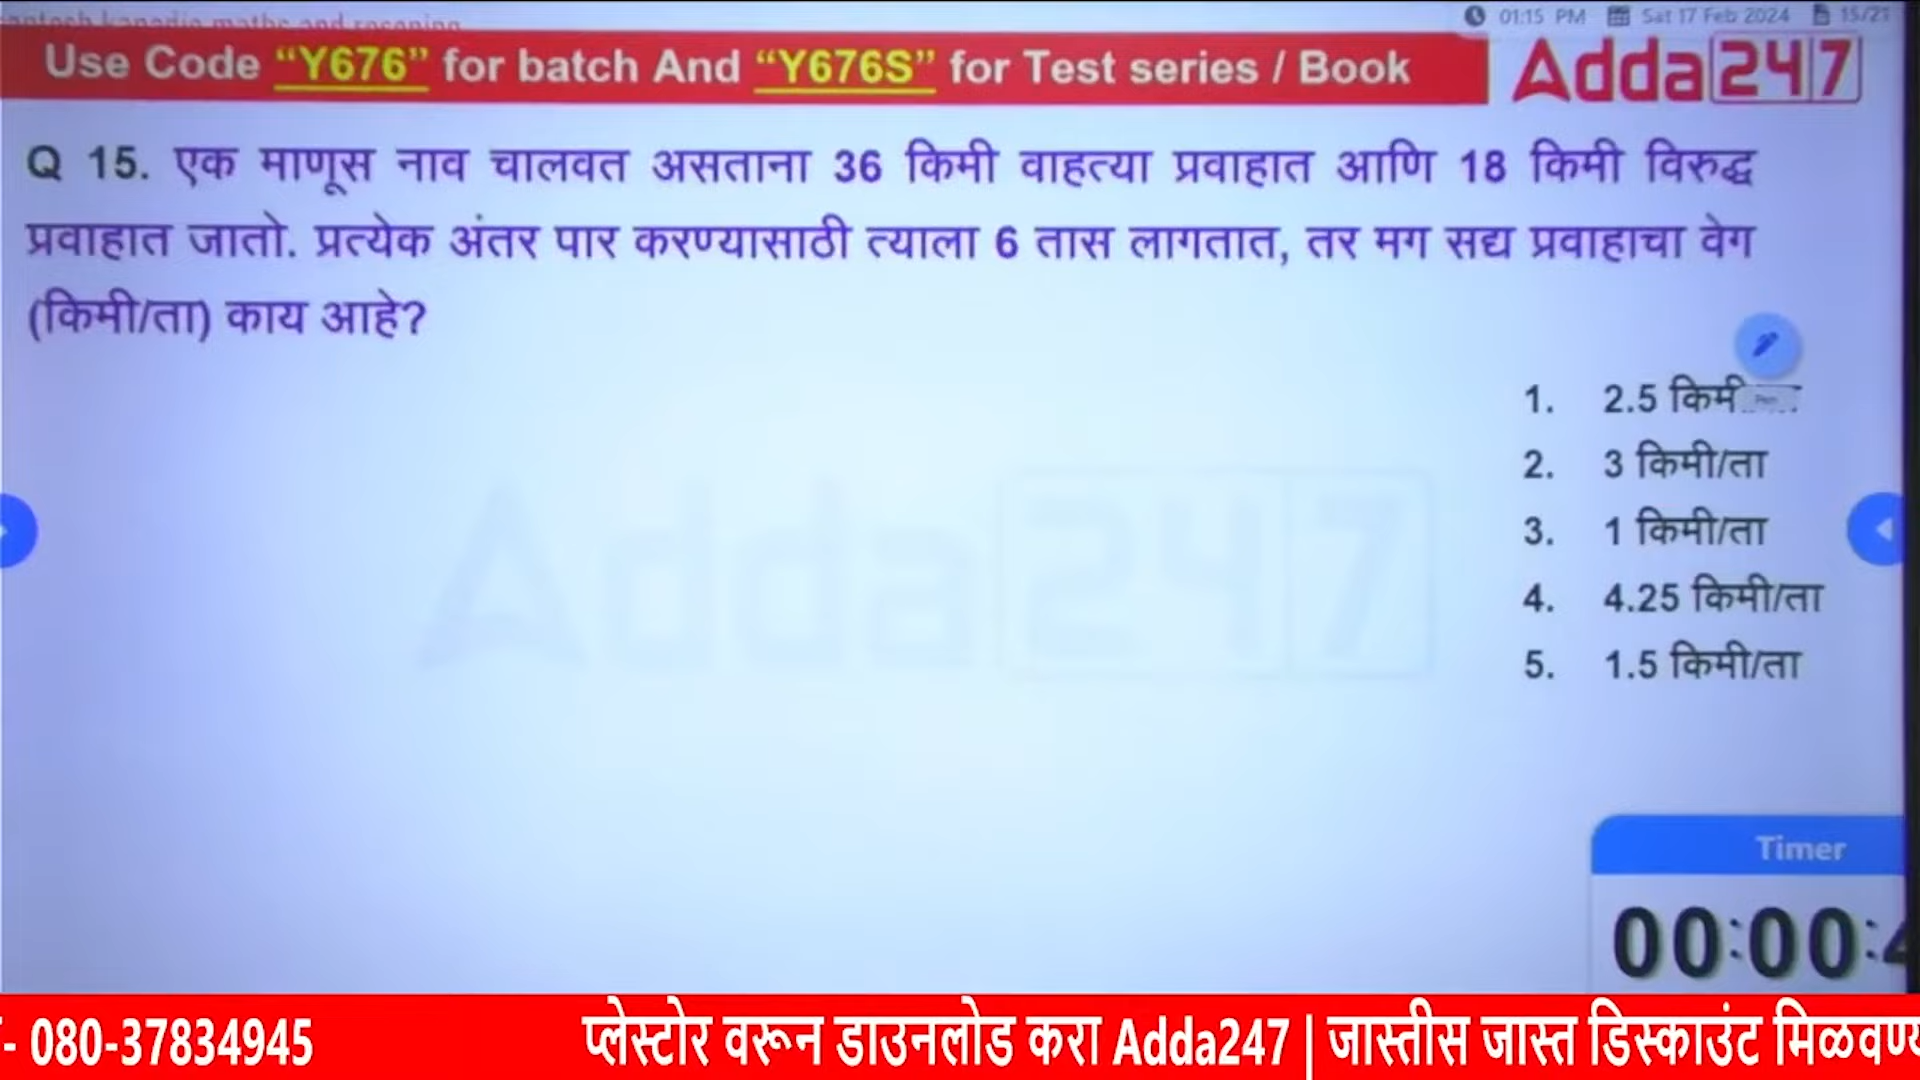 01:15 PM Sat 17 Feb 2024 15/21
Use Code “Y676” for batch And “Y676S” for Test series / Book
Adda247
Q 15. एक माणूस नाव चालवत असताना 36 किमी वाहत्या प्रवाहात आणि 18 किमी विरुद्ध
प्रवाहात जातो. प्रत्येक अंतर पार करण्यासाठी त्याला 6 तास लागतात, तर मग सद्य प्रवाहाचा वेग
(किमी/ता) काय आहे?
1. 2.5 किमी
2. 3 किमी/ता
3. 1 किमी/ता
4. 4.25 किमी/ता
5. 1.5 किमी/ता
Adda247
Timer
00:00:4
- 080-37834945 प्लेस्टोर वरून डाउनलोड करा Adda247 | जास्तीस जास्त डिस्काउंट